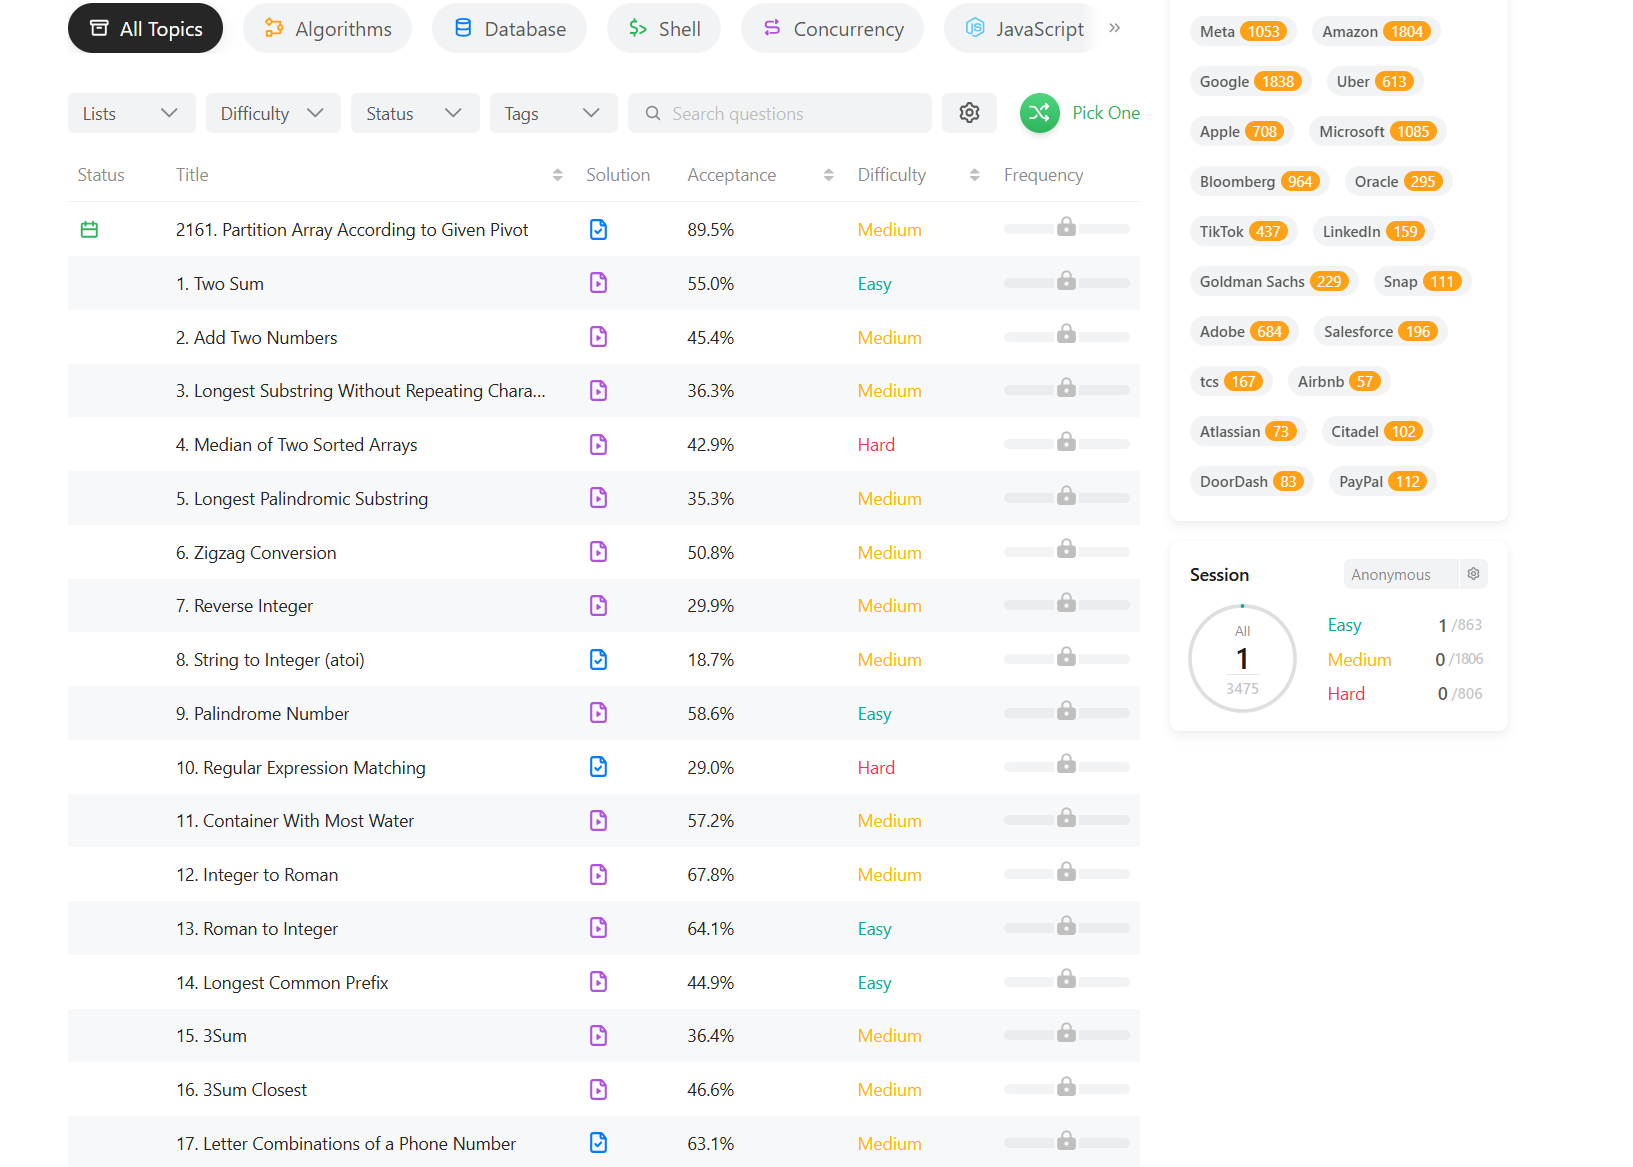 All Topics Algorithms Database Shell Concurrency JavaScript »
Lists Difficulty Status Tags Search questions Pick One
Status Title Solution Acceptance Difficulty Frequency
2161. Partition Array According to Given Pivot 89.5% Medium
1. Two Sum 55.0% Easy
2. Add Two Numbers 45.4% Medium
3. Longest Substring Without Repeating Chara... 36.3% Medium
4. Median of Two Sorted Arrays 42.9% Hard
5. Longest Palindromic Substring 35.3% Medium
6. Zigzag Conversion 50.8% Medium
7. Reverse Integer 29.9% Medium
8. String to Integer (atoi) 18.7% Medium
9. Palindrome Number 58.6% Easy
10. Regular Expression Matching 29.0% Hard
11. Container With Most Water 57.2% Medium
12. Integer to Roman 67.8% Medium
13. Roman to Integer 64.1% Easy
14. Longest Common Prefix 44.9% Easy
15. 3Sum 36.4% Medium
16. 3Sum Closest 46.6% Medium
17. Letter Combinations of a Phone Number 63.1% Medium
Meta 1053 Amazon 1804
Google 1838 Uber 613
Apple 708 Microsoft 1085
Bloomberg 964 Oracle 295
TikTok 437 LinkedIn 159
Goldman Sachs 229 Snap 111
Adobe 684 Salesforce 196
tcs 167 Airbnb 57
Atlassian 73 Citadel 102
DoorDash 83 PayPal 112
Session Anonymous
All
1
3475
Easy 1 /863
Medium 0 /1806
Hard 0 /806